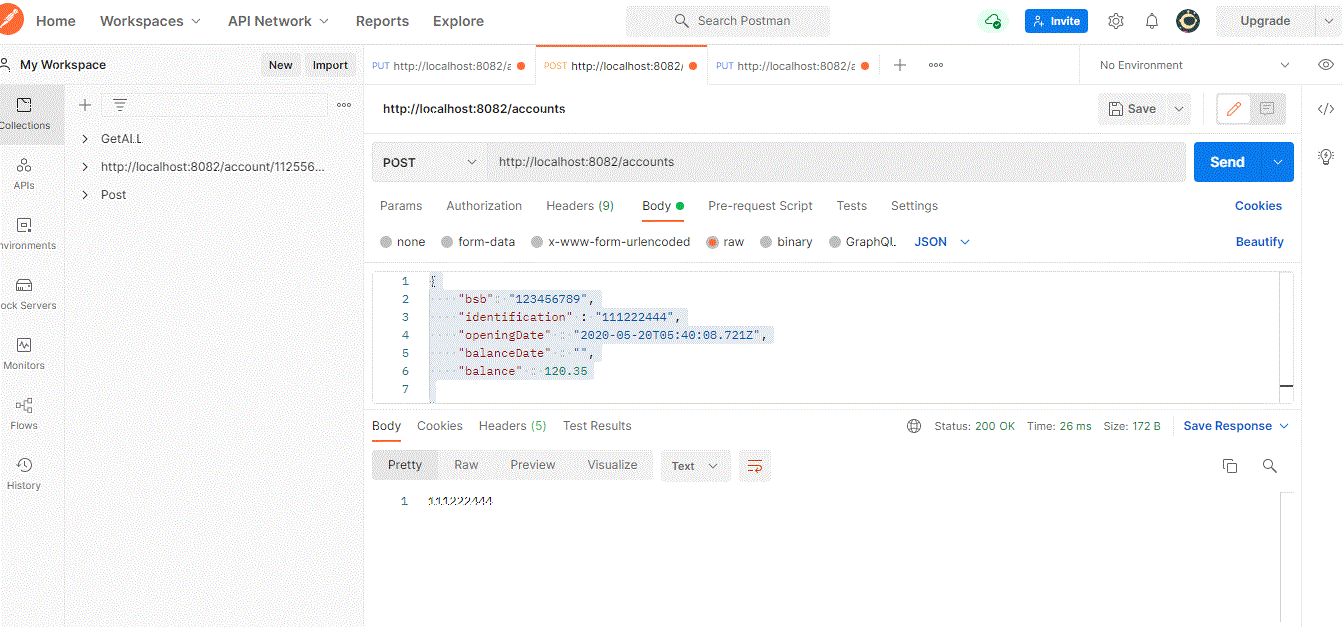 Home Workspaces API Network Reports Explore Search Postman Invite Upgrade
My Workspace New Import PUT http://localhost:8082/a POST http://localhost:8082/ PUT http://localhost:8082/a No Environment
http://localhost:8082/accounts Save
Collections
GetAl.L
http://localhost:8082/account/112556...
Post
APIs
nvironments
ock Servers
Monitors
Flows
History
POST http://localhost:8082/accounts Send
Params Authorization Headers (9) Body Pre-request Script Tests Settings Cookies
none form-data x-www-form-urlencoded raw binary GraphQL JSON Beautify
1 {
2 "bsb": "123456789",
3 "identification" : "111222444",
4 "openingDate" : "2020-05-20T05:40:08.721Z",
5 "balanceDate" : "",
6 "balance" : 120.35
7
Body Cookies Headers (5) Test Results Status: 200 OK Time: 26 ms Size: 172 B Save Response
Pretty Raw Preview Visualize Text
1 111222444